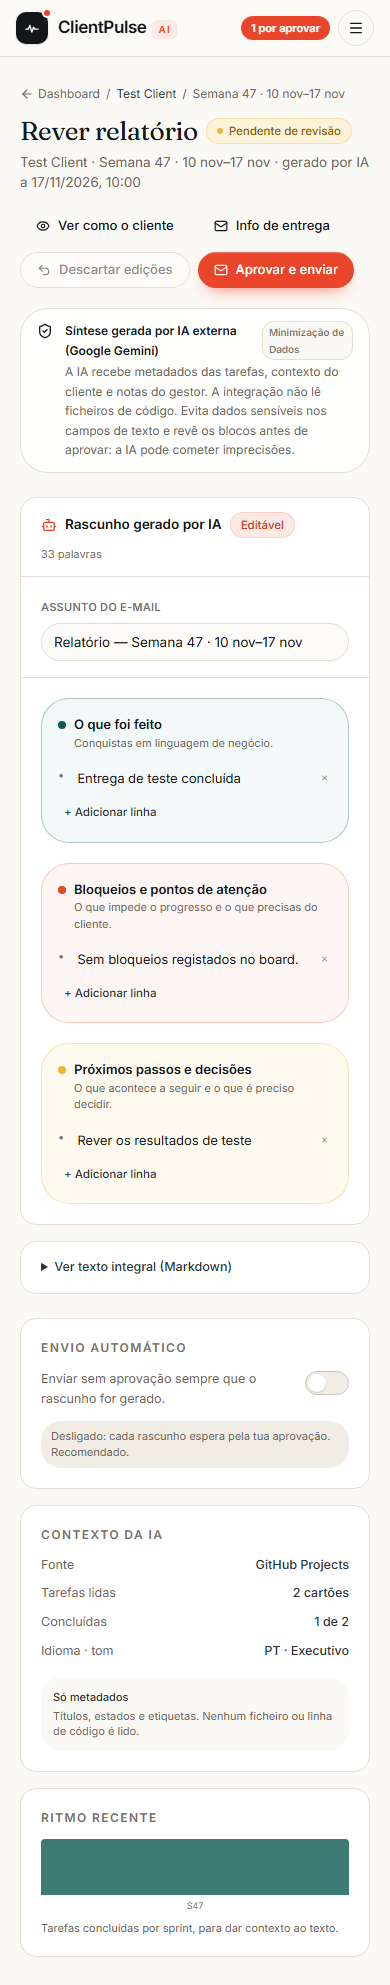 ClientPulse AI
1 por aprovar
← Dashboard / Test Client / Semana 47 · 10 nov–17 nov
Rever relatório
Pendente de revisão
Test Client · Semana 47 · 10 nov–17 nov · gerado por IA
a 17/11/2026, 10:00
Ver como o cliente
Info de entrega
Descartar edições
Aprovar e enviar
Síntese gerada por IA externa
(Google Gemini)
Minimização de
Dados
A IA recebe metadados das tarefas, contexto do
cliente e notas do gestor. A integração não lê
ficheiros de código. Evita dados sensíveis nos
campos de texto e revê os blocos antes de
aprovar: a IA pode cometer imprecisões.
Rascunho gerado por IA
Editável
33 palavras
ASSUNTO DO E-MAIL
Relatório — Semana 47 · 10 nov–17 nov
O que foi feito
Conquistas em linguagem de negócio.
• Entrega de teste concluída ×
+ Adicionar linha
Bloqueios e pontos de atenção
O que impede o progresso e o que precisas do
cliente.
• Sem bloqueios registados no board. ×
+ Adicionar linha
Próximos passos e decisões
O que acontece a seguir e o que é preciso
decidir.
• Rever os resultados de teste ×
+ Adicionar linha
▶ Ver texto integral (Markdown)
ENVIO AUTOMÁTICO
Enviar sem aprovação sempre que o
rascunho for gerado.
Desligado: cada rascunho espera pela tua aprovação.
Recomendado.
CONTEXTO DA IA
Fonte GitHub Projects
Tarefas lidas 2 cartões
Concluídas 1 de 2
Idioma · tom PT · Executivo
Só metadados
Títulos, estados e etiquetas. Nenhum ficheiro ou linha
de código é lido.
RITMO RECENTE
S47
Tarefas concluídas por sprint, para dar contexto ao texto.